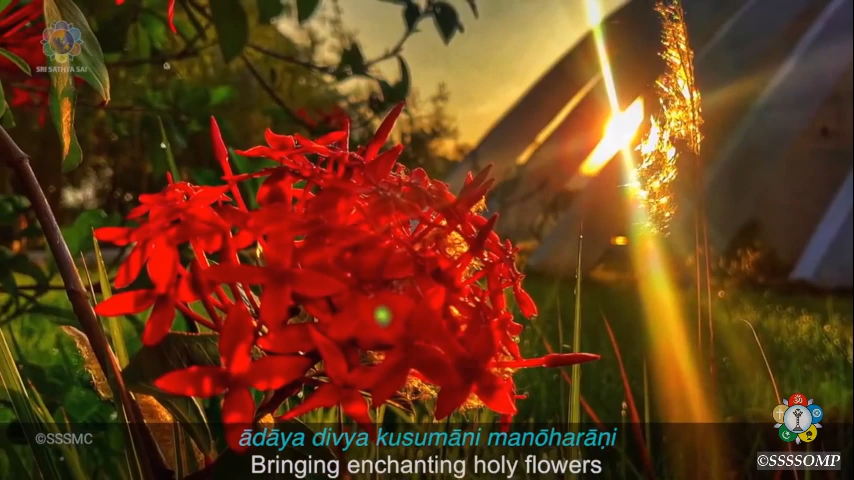 SRI SATHYA SAI
©SSSMC
ādāya divya kusumāni manōharāṇi
Bringing enchanting holy flowers
©SSSSOMP